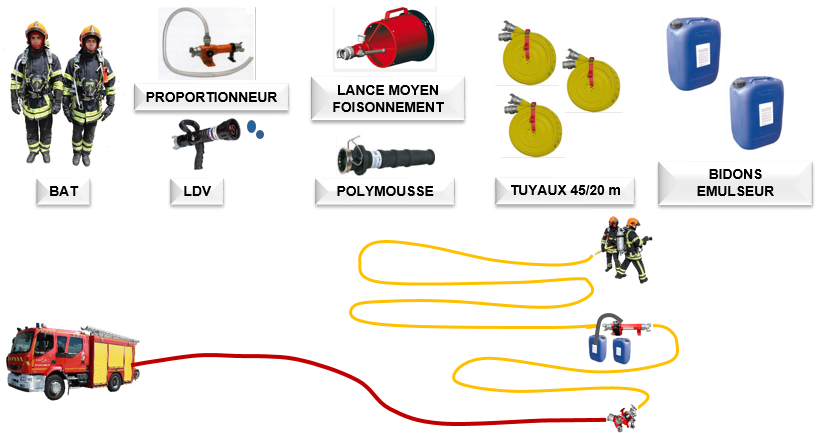 PROPORTIONNEUR
LANCE MOYEN
FOISONNEMENT
BAT
LDV
POLYMOUSSE
TUYAUX 45/20 m
BIDONS
EMULSEUR